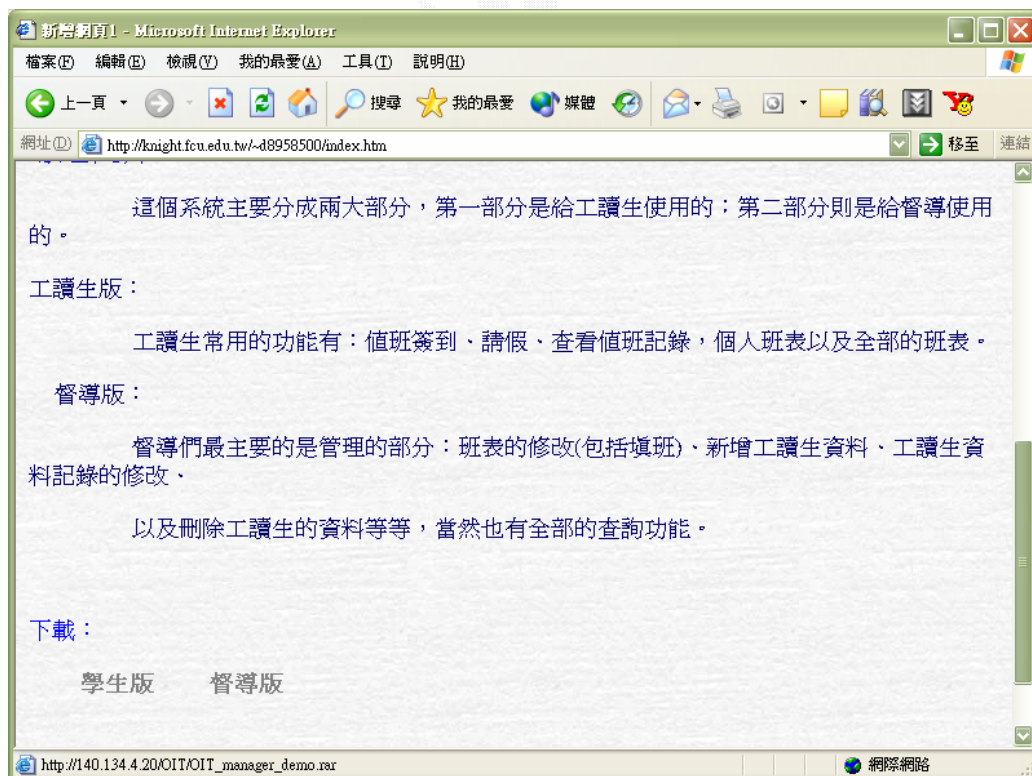 新增網頁1 - Microsoft Internet Explorer
檔案(F) 編輯(E) 檢視(V) 我的最愛(A) 工具(T) 說明(H)
上一頁 搜尋 我的最愛 媒體
網址(D) http://knight.fcu.edu.tw/~d8958500/index.htm 移至 連結
這個系統主要分成兩大部分，第一部分是給工讀生使用的；第二部分則是給督導使用
的。
工讀生版：
工讀生常用的功能有：值班簽到、請假、查看值班記錄，個人班表以及全部的班表。
督導版：
督導們最主要的是管理的部分：班表的修改(包括填班)、新增工讀生資料、工讀生資
料記錄的修改、
以及刪除工讀生的資料等等，當然也有全部的查詢功能。
下載：
學生版 督導版
http://140.134.4.20/OIT/OIT_manager_demo.rar 網際網路